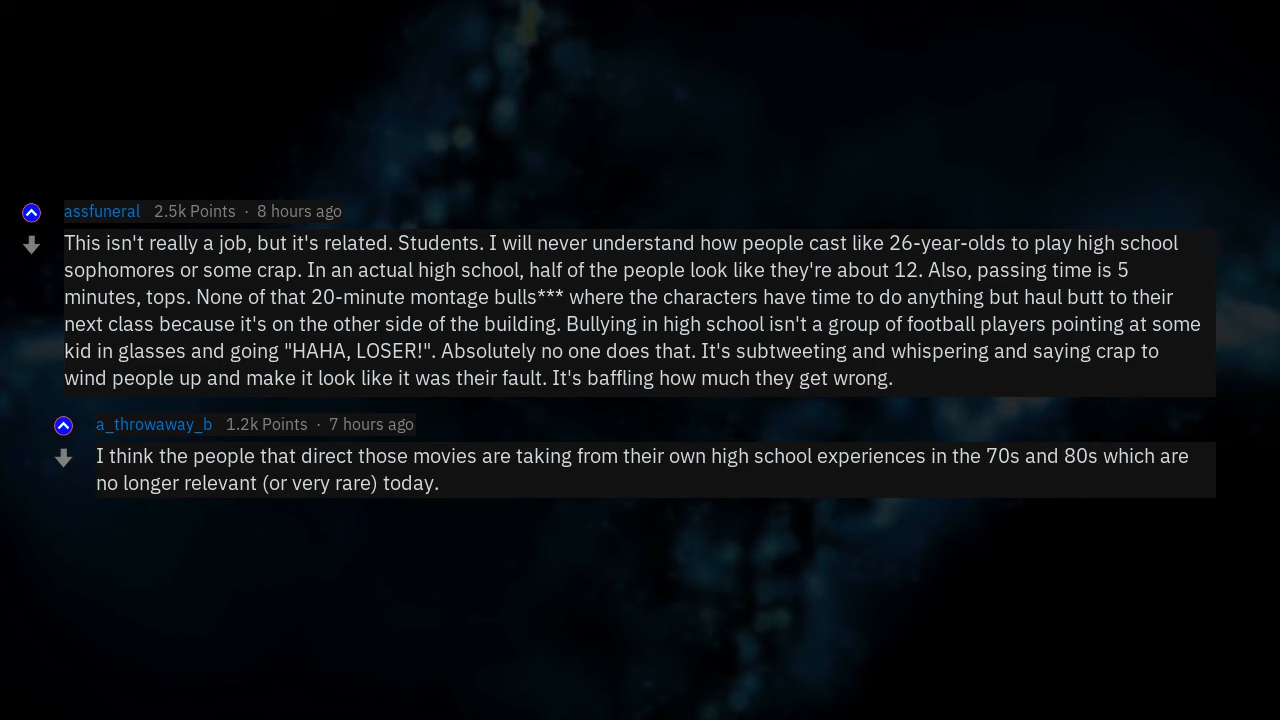 assfuneral 2.5k Points · 8 hours ago
This isn't really a job, but it's related. Students. I will never understand how people cast like 26-year-olds to play high school
sophomores or some crap. In an actual high school, half of the people look like they're about 12. Also, passing time is 5
minutes, tops. None of that 20-minute montage bulls*** where the characters have time to do anything but haul butt to their
next class because it's on the other side of the building. Bullying in high school isn't a group of football players pointing at some
kid in glasses and going "HAHA, LOSER!". Absolutely no one does that. It's subtweeting and whispering and saying crap to
wind people up and make it look like it was their fault. It's baffling how much they get wrong.
a_throwaway_b 1.2k Points · 7 hours ago
I think the people that direct those movies are taking from their own high school experiences in the 70s and 80s which are
no longer relevant (or very rare) today.